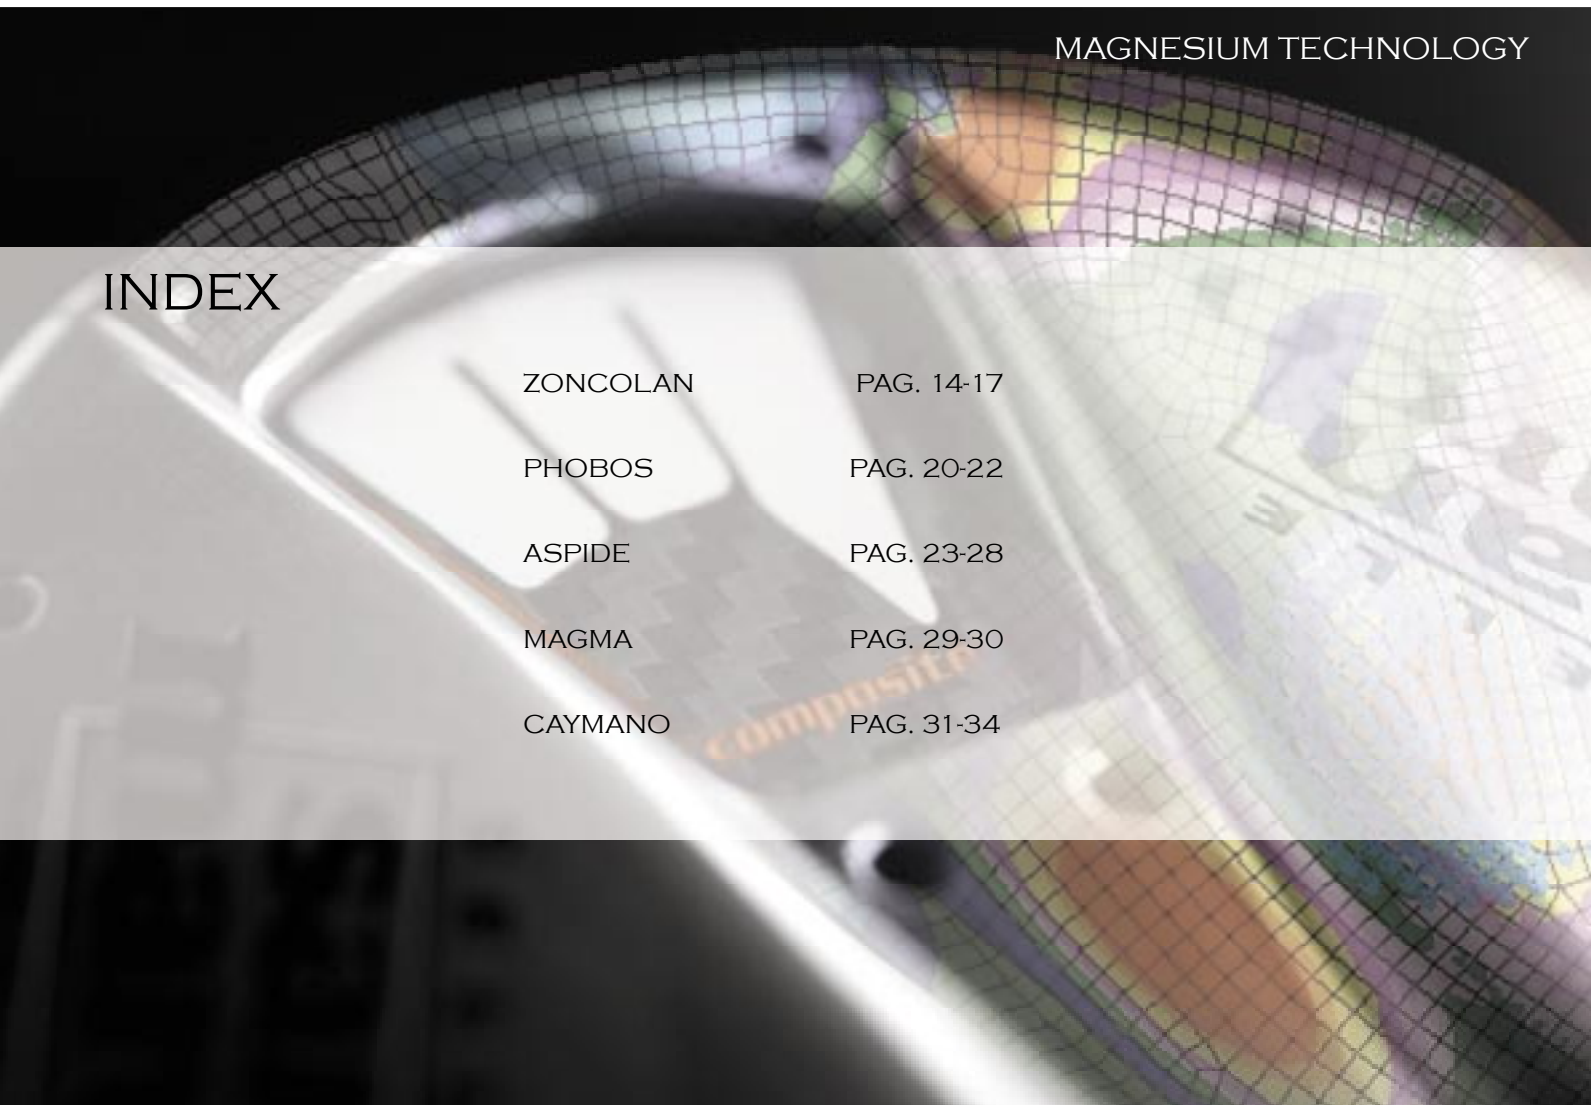 MAGNESIUM TECHNOLOGY
INDEX
ZONCOLAN PAG. 14-17
PHOBOS PAG. 20-22
ASPIDE PAG. 23-28
MAGMA PAG. 29-30
composite
CAYMANO PAG. 31-34